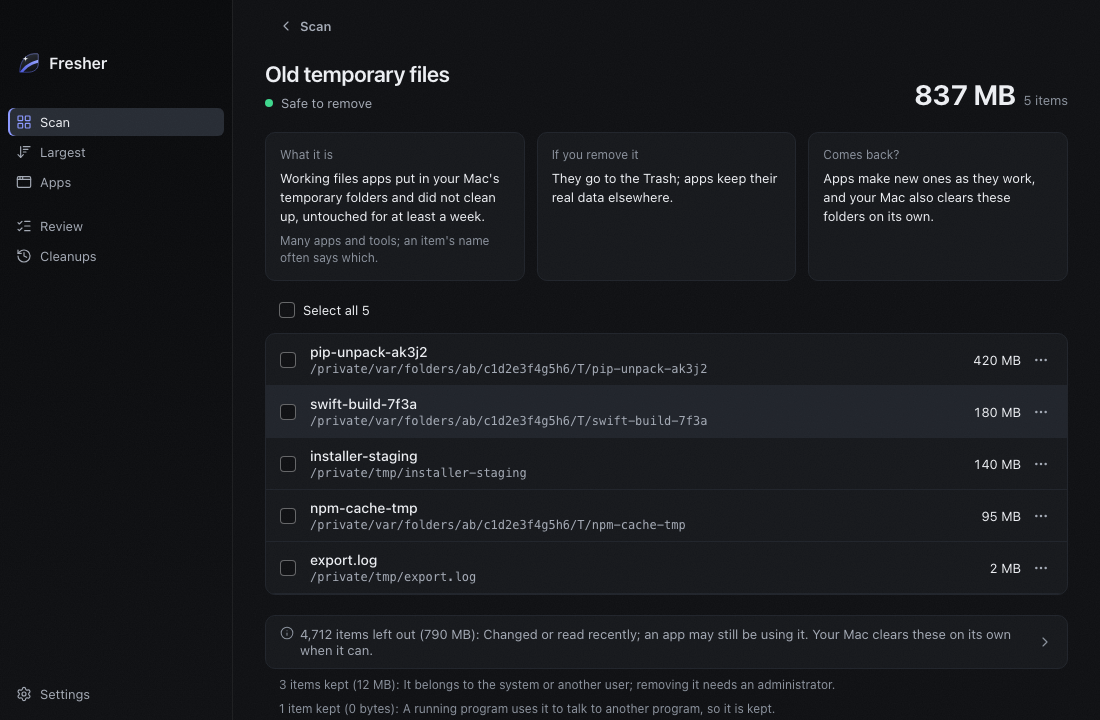 Scan
Fresher
Old temporary files
Safe to remove
837 MB 5 items
Scan
Largest
Apps
Review
Cleanups
Settings
What it is
Working files apps put in your Mac's
temporary folders and did not clean
up, untouched for at least a week.
Many apps and tools; an item's name
often says which.
If you remove it
They go to the Trash; apps keep their
real data elsewhere.
Comes back?
Apps make new ones as they work,
and your Mac also clears these
folders on its own.
Select all 5
pip-unpack-ak3j2
/private/var/folders/ab/c1d2e3f4g5h6/T/pip-unpack-ak3j2
420 MB
swift-build-7f3a
/private/var/folders/ab/c1d2e3f4g5h6/T/swift-build-7f3a
180 MB
installer-staging
/private/tmp/installer-staging
140 MB
npm-cache-tmp
/private/var/folders/ab/c1d2e3f4g5h6/T/npm-cache-tmp
95 MB
export.log
/private/tmp/export.log
2 MB
4,712 items left out (790 MB): Changed or read recently; an app may still be using it. Your Mac clears these on its own
when it can.
3 items kept (12 MB): It belongs to the system or another user; removing it needs an administrator.
1 item kept (0 bytes): A running program uses it to talk to another program, so it is kept.